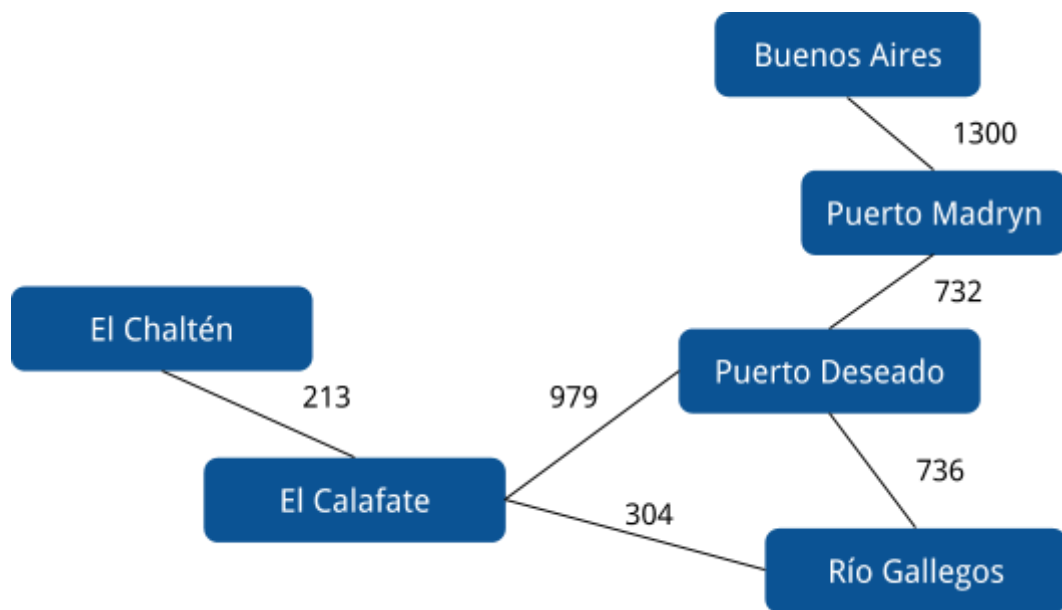 Buenos Aires
1300
Puerto Madryn
732
El Chaltén
213
979
Puerto Deseado
El Calafate
304
736
Río Gallegos